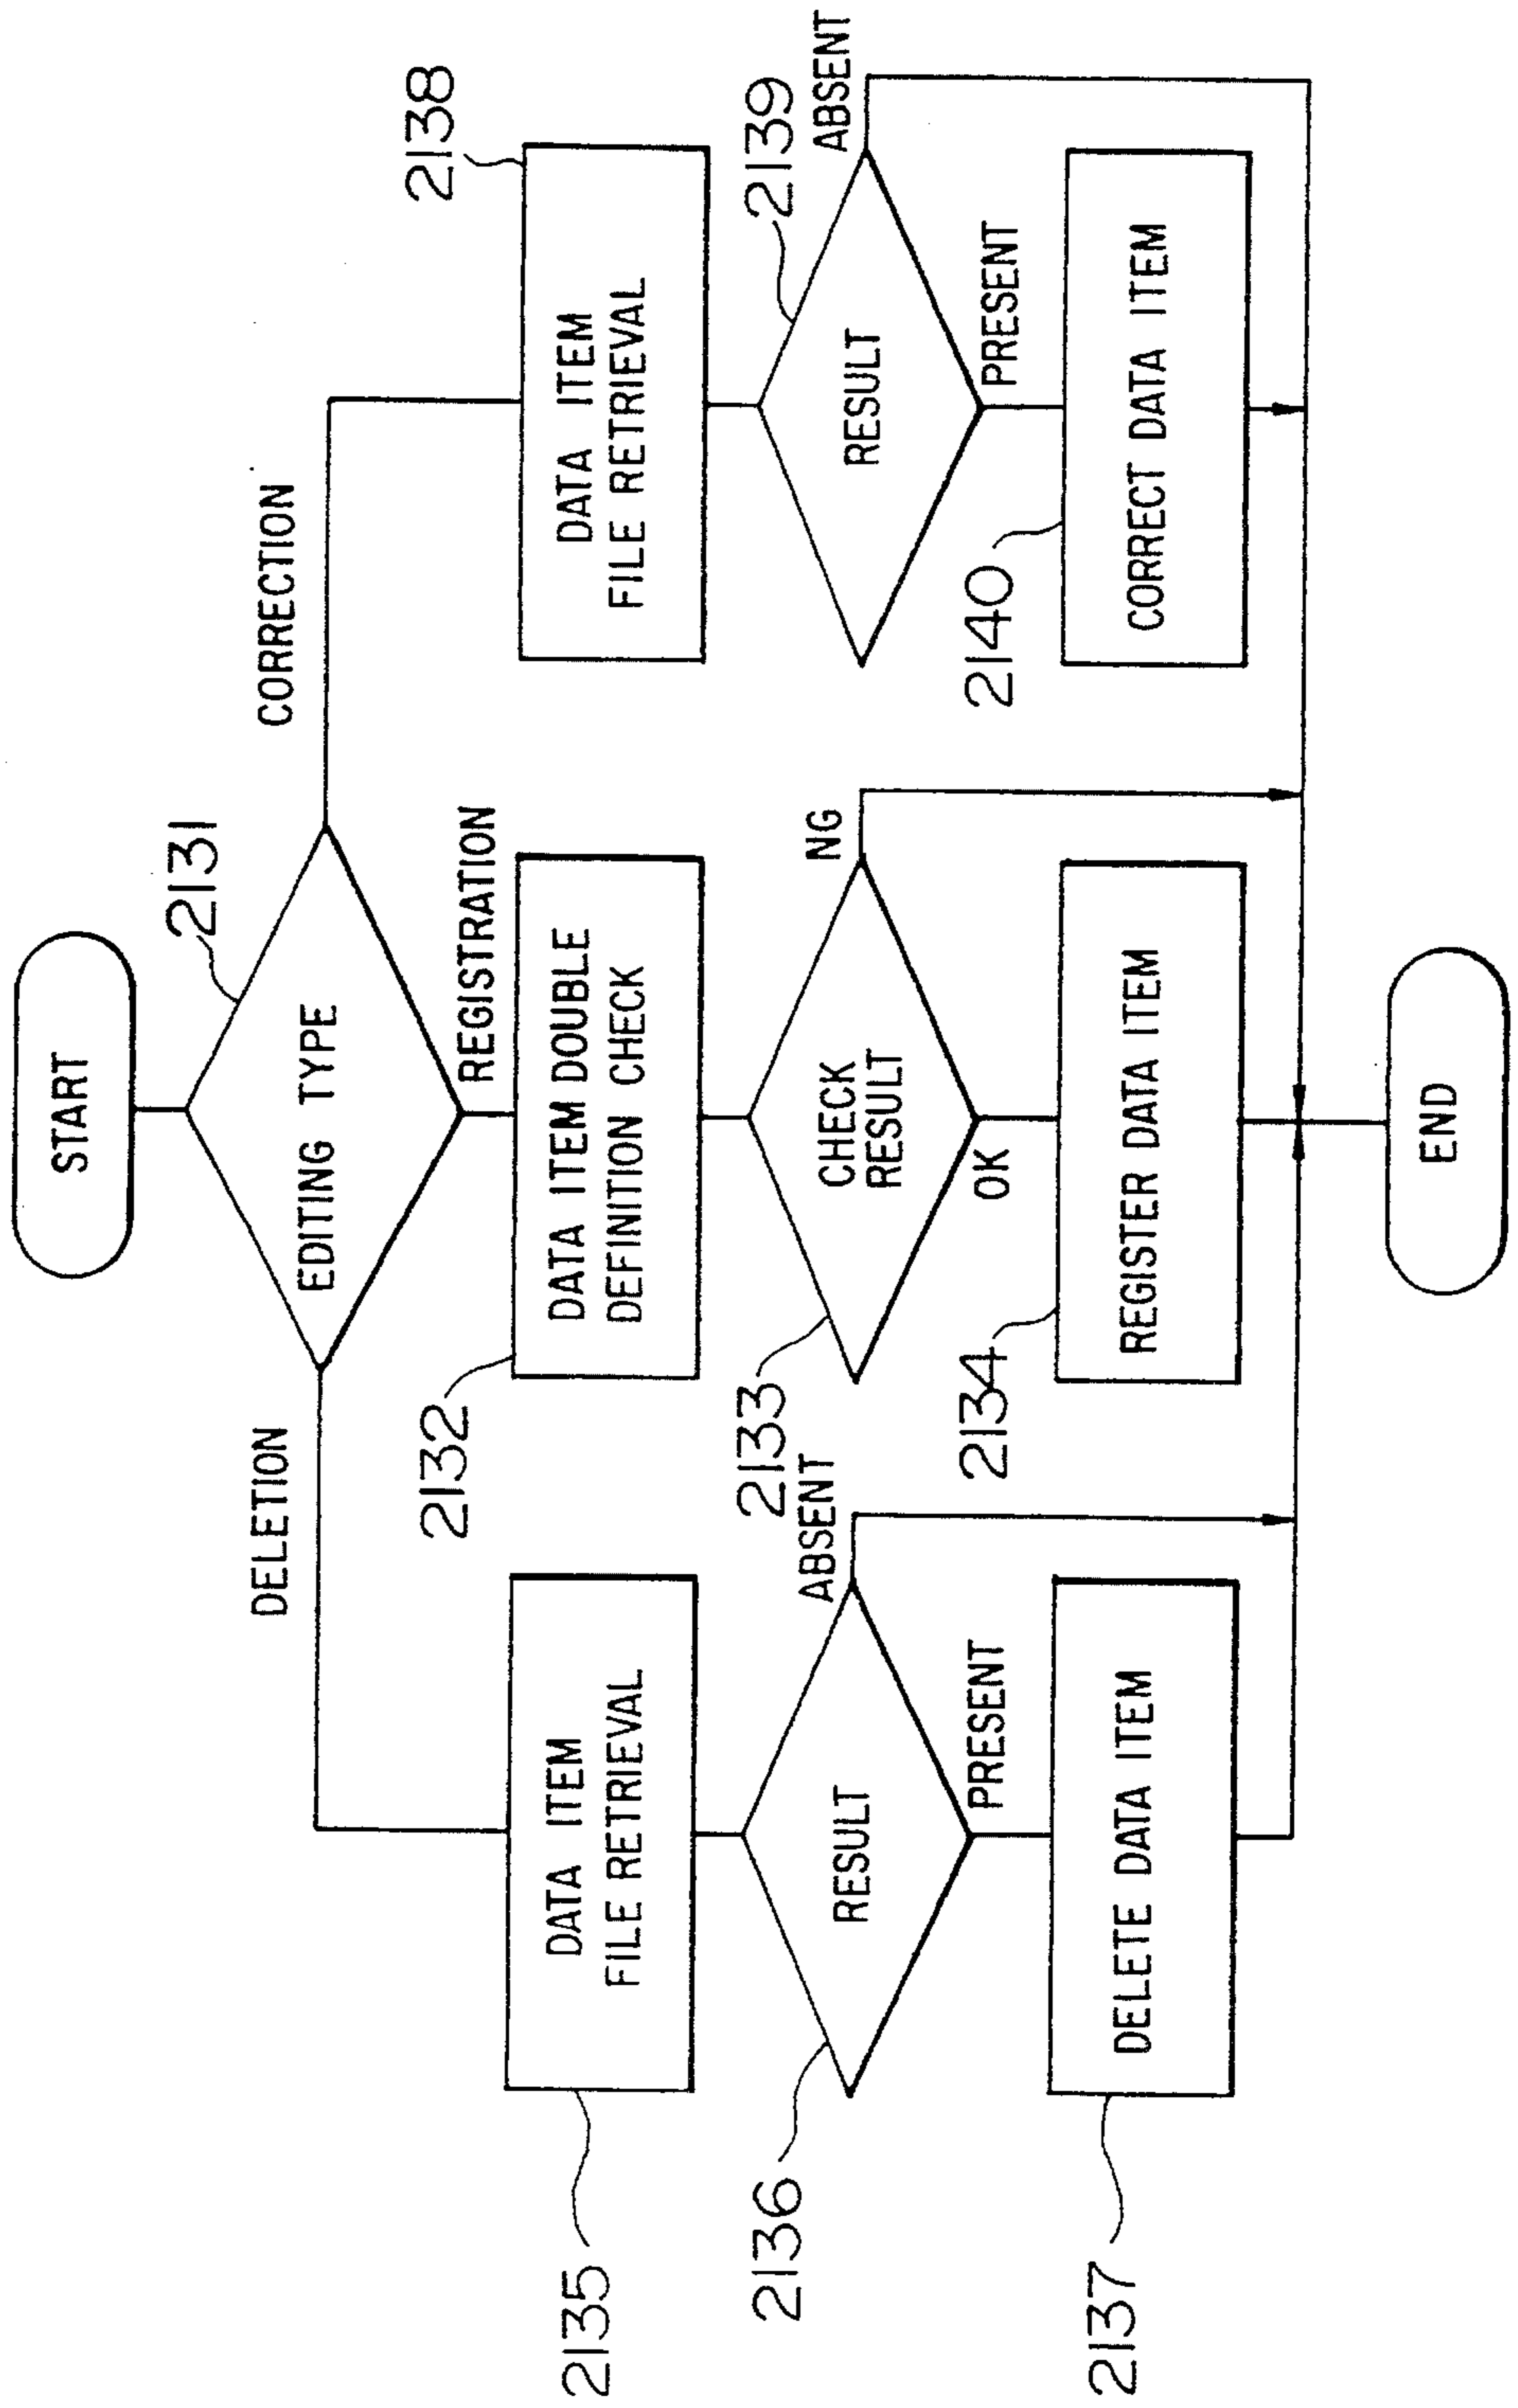 START
2131
EDITING TYPE
DELETION
CORRECTION
REGISTRATION
2135
DATA ITEM
FILE RETRIEVAL
2132
DATA ITEM DOUBLE
DEFINITION CHECK
2138
DATA ITEM
FILE RETRIEVAL
2136
RESULT
ABSENT
PRESENT
2133
CHECK
RESULT
NG
OK
2139
RESULT
ABSENT
PRESENT
2137
DELETE DATA ITEM
2134
REGISTER DATA ITEM
2140
CORRECT DATA ITEM
END